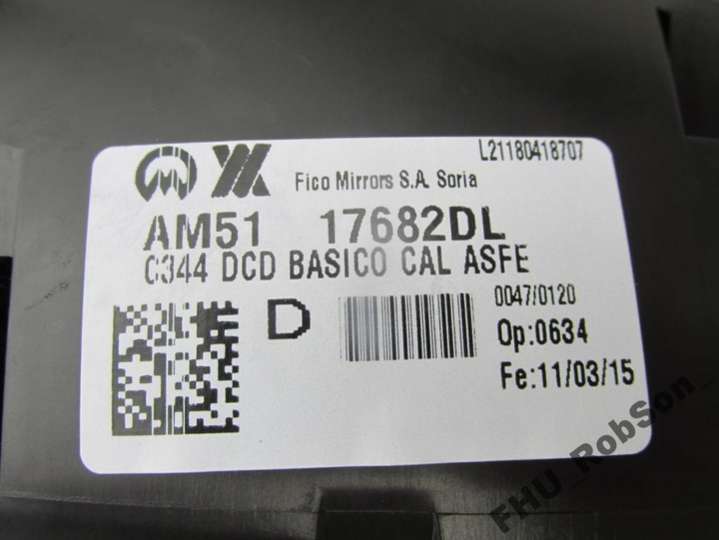 L21180418707
Fico Mirrors S.A. Soria
AM51 17682DL
C344 DCD BASICO CAL ASFE
D
0047/0120
Op:0634
Fe:11/03/15
FHU_RobSon_